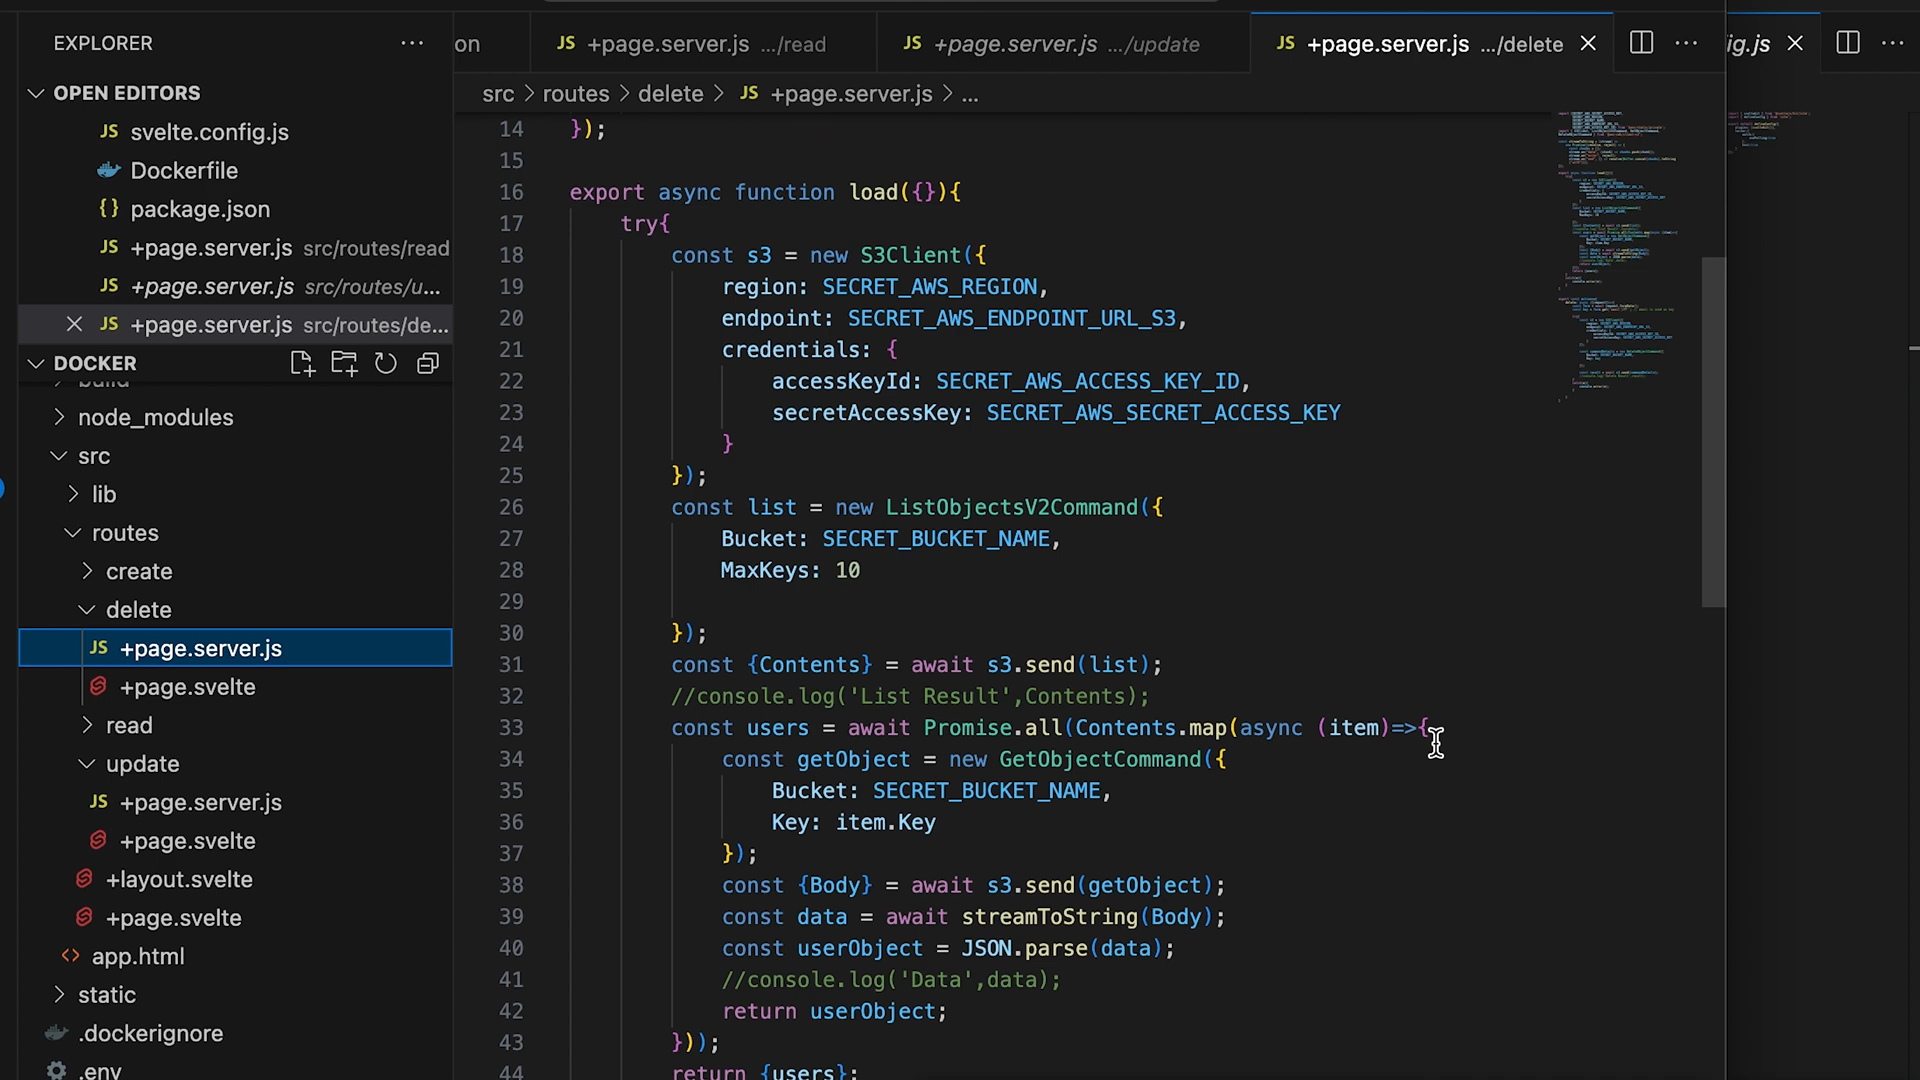 EXPLORER
OPEN EDITORS
JS svelte.config.js
Dockerfile
{} package.json
JS +page.server.js src/routes/read
JS +page.server.js src/routes/u...
JS +page.server.js src/routes/de...
DOCKER
build
node_modules
src
lib
routes
create
delete
JS +page.server.js
+page.svelte
read
update
JS +page.server.js
+page.svelte
+layout.svelte
+page.svelte
<> app.html
static
.dockerignore
.env
on
JS +page.server.js .../read
JS +page.server.js .../update
JS +page.server.js .../delete
ig.js
src > routes > delete > JS +page.server.js > ...
14 });
15
16 export async function load({}){
17 try{
18 const s3 = new S3Client({
19 region: SECRET_AWS_REGION,
20 endpoint: SECRET_AWS_ENDPOINT_URL_S3,
21 credentials: {
22 accessKeyId: SECRET_AWS_ACCESS_KEY_ID,
23 secretAccessKey: SECRET_AWS_SECRET_ACCESS_KEY
24 }
25 });
26 const list = new ListObjectsV2Command({
27 Bucket: SECRET_BUCKET_NAME,
28 MaxKeys: 10
29
30 });
31 const {Contents} = await s3.send(list);
32 //console.log('List Result',Contents);
33 const users = await Promise.all(Contents.map(async (item)=>{
34 const getObject = new GetObjectCommand({
35 Bucket: SECRET_BUCKET_NAME,
36 Key: item.Key
37 });
38 const {Body} = await s3.send(getObject);
39 const data = await streamToString(Body);
40 const userObject = JSON.parse(data);
41 //console.log('Data',data);
42 return userObject;
43 }));
44 return {users};